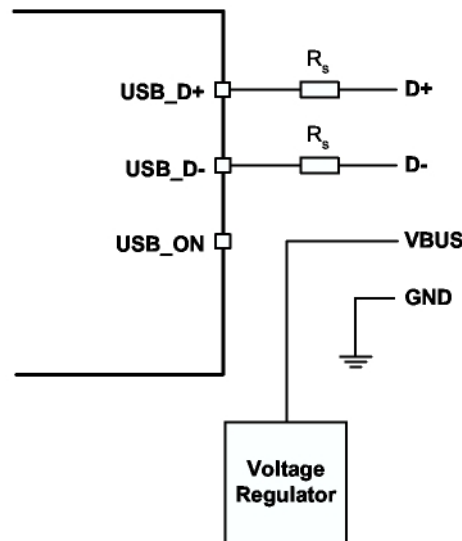 Rs
USB_D+ D+
Rs
USB_D- D-
USB_ON VBUS
GND
Voltage
Regulator